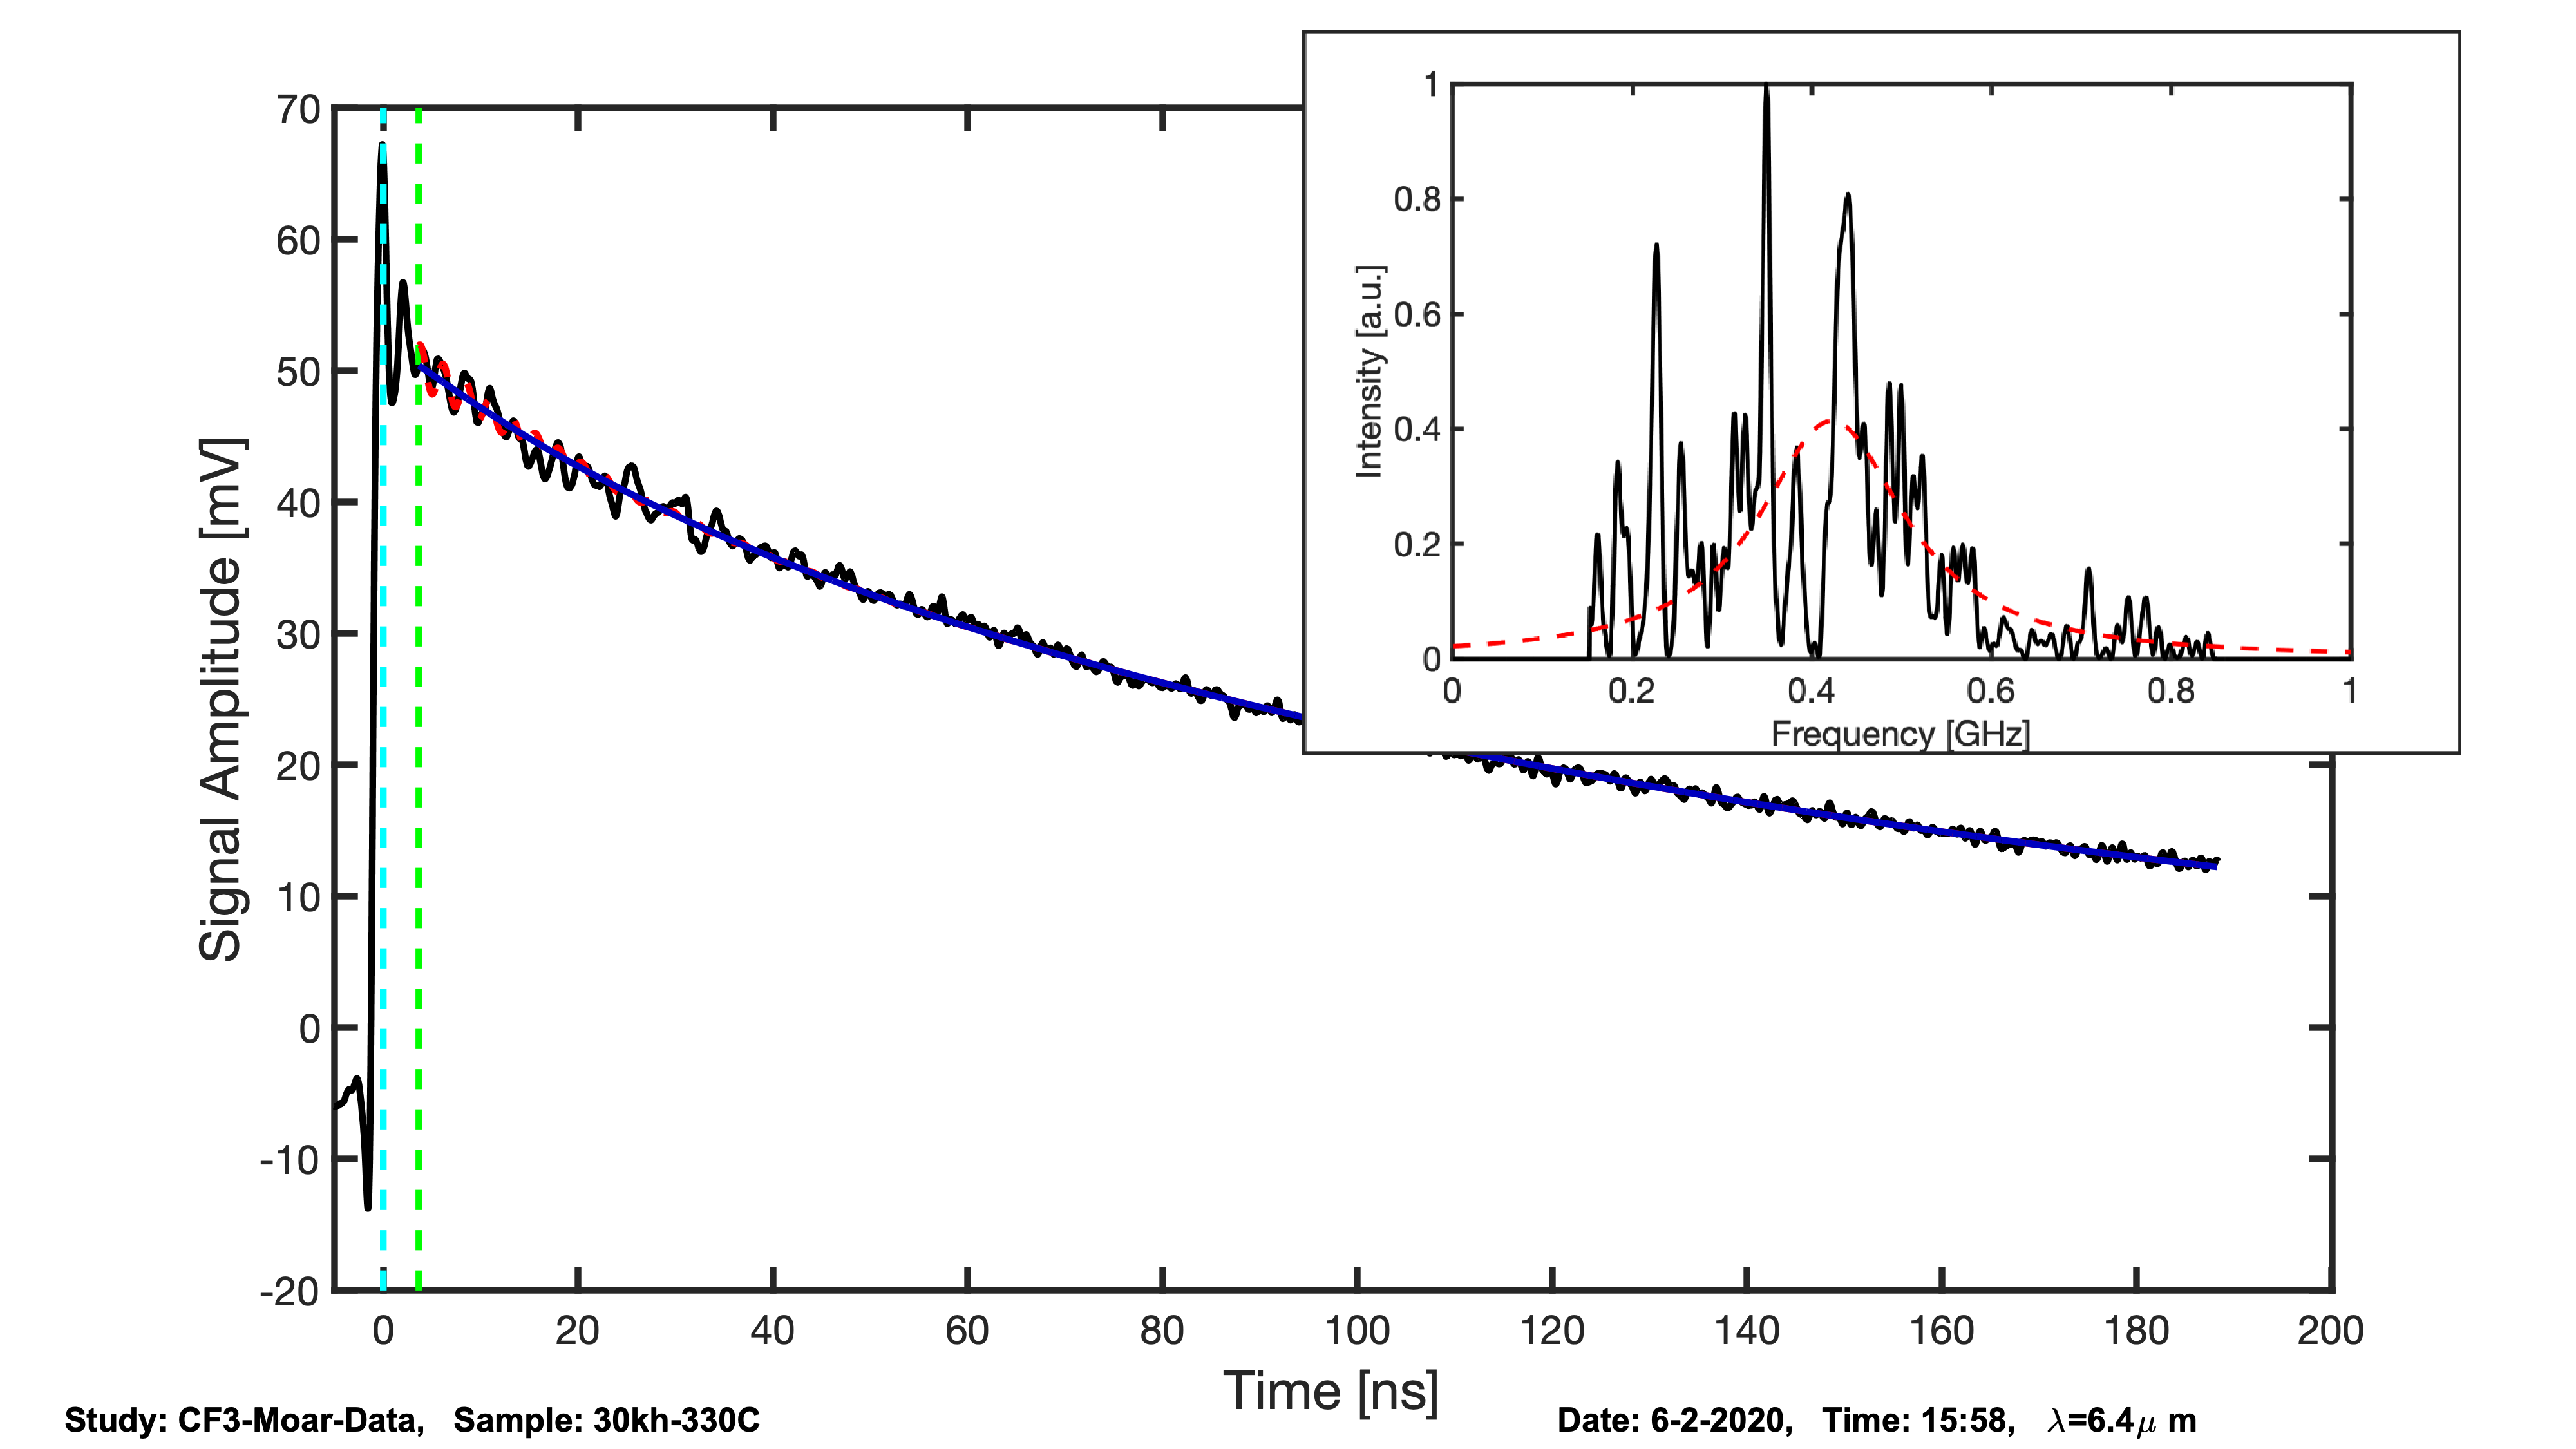 70
60
50
40
30
20
10
0
-10
-20
Signal Amplitude [mV]
0 20 40 60 80 100 120 140 160 180 200
Time [ns]
1
0.8
0.6
0.4
0.2
0
Intensity [a.u.]
0 0.2 0.4 0.6 0.8 1
Frequency [GHz]
Study: CF3-Moar-Data, Sample: 30kh-330C
Date: 6-2-2020, Time: 15:58, λ=6.4μ m